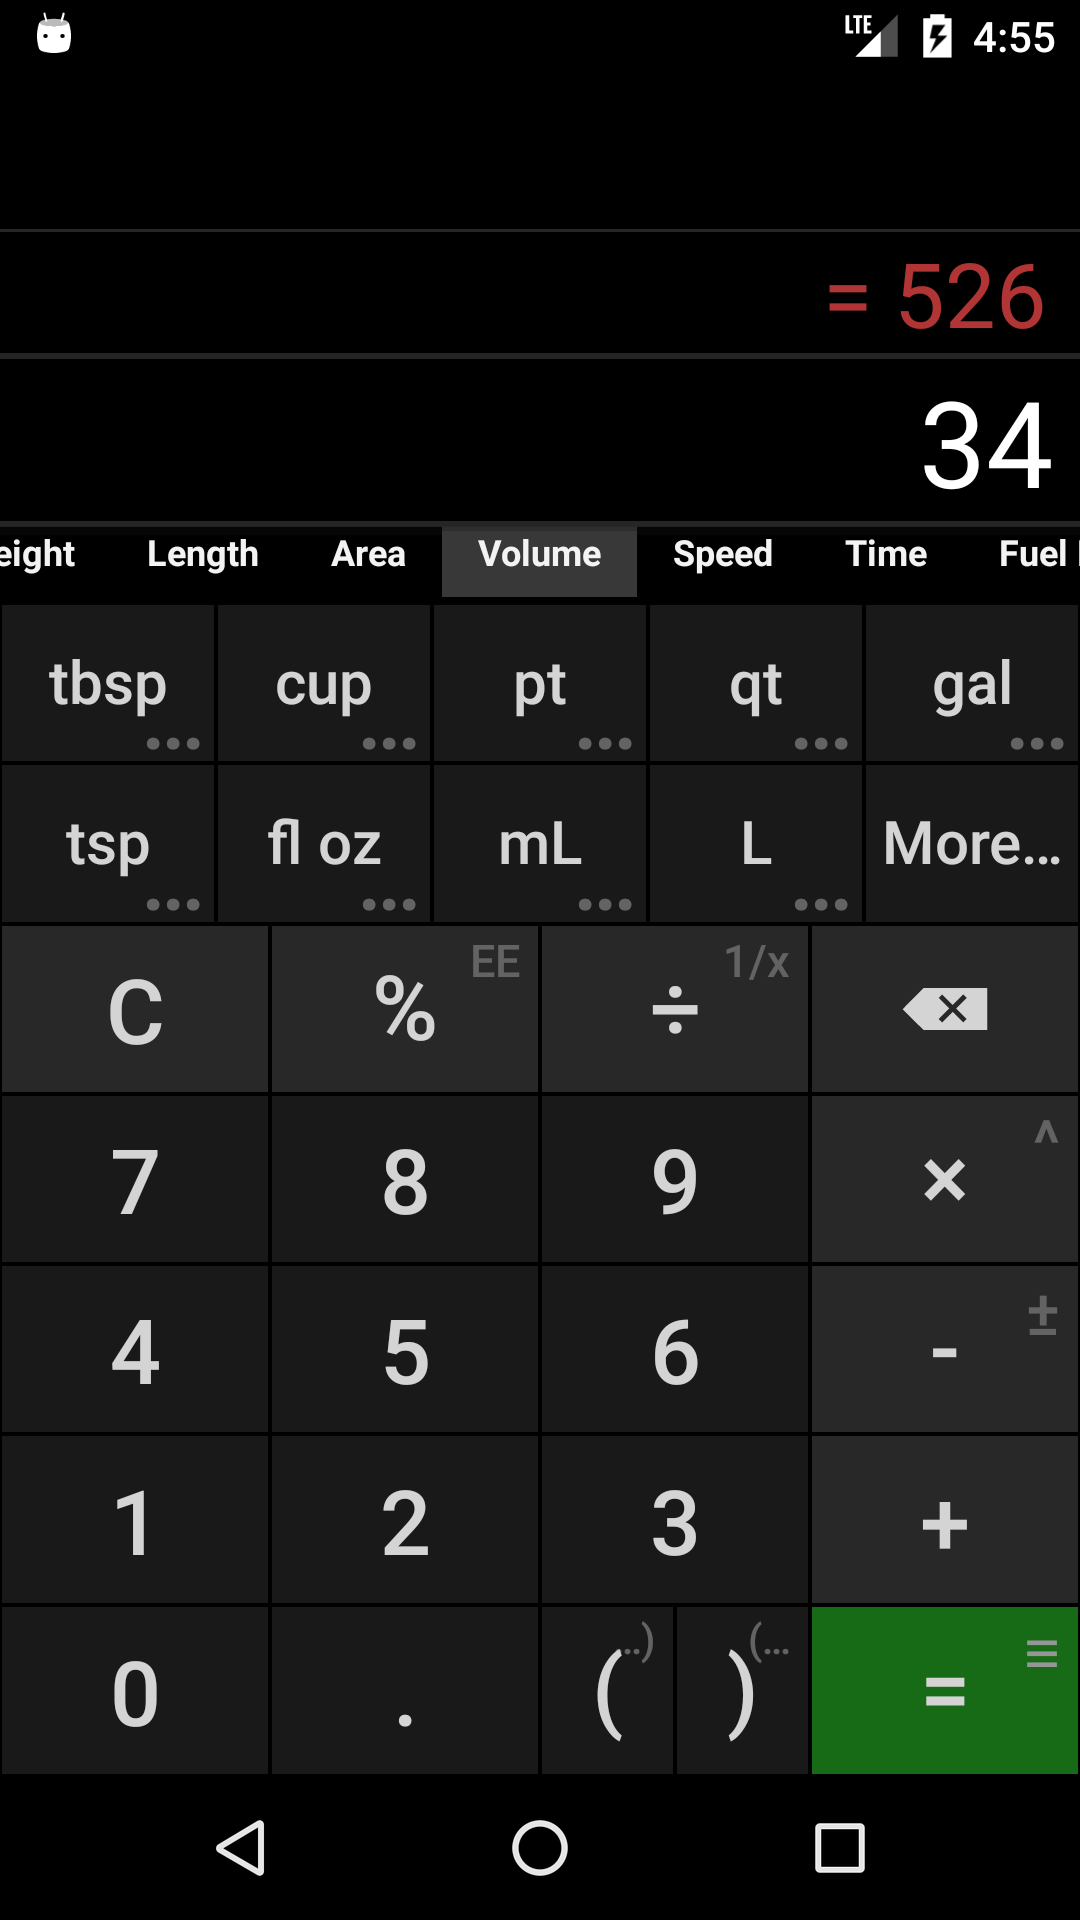 LTE 4:55
= 526
34
eight Length Area Volume Speed Time Fuel
tbsp cup pt qt gal
tsp fl oz mL L More...
C % EE ÷ 1/x
7 8 9 × ^
4 5 6 - ±
1 2 3 +
0 . ( ..) ) (... = ≡